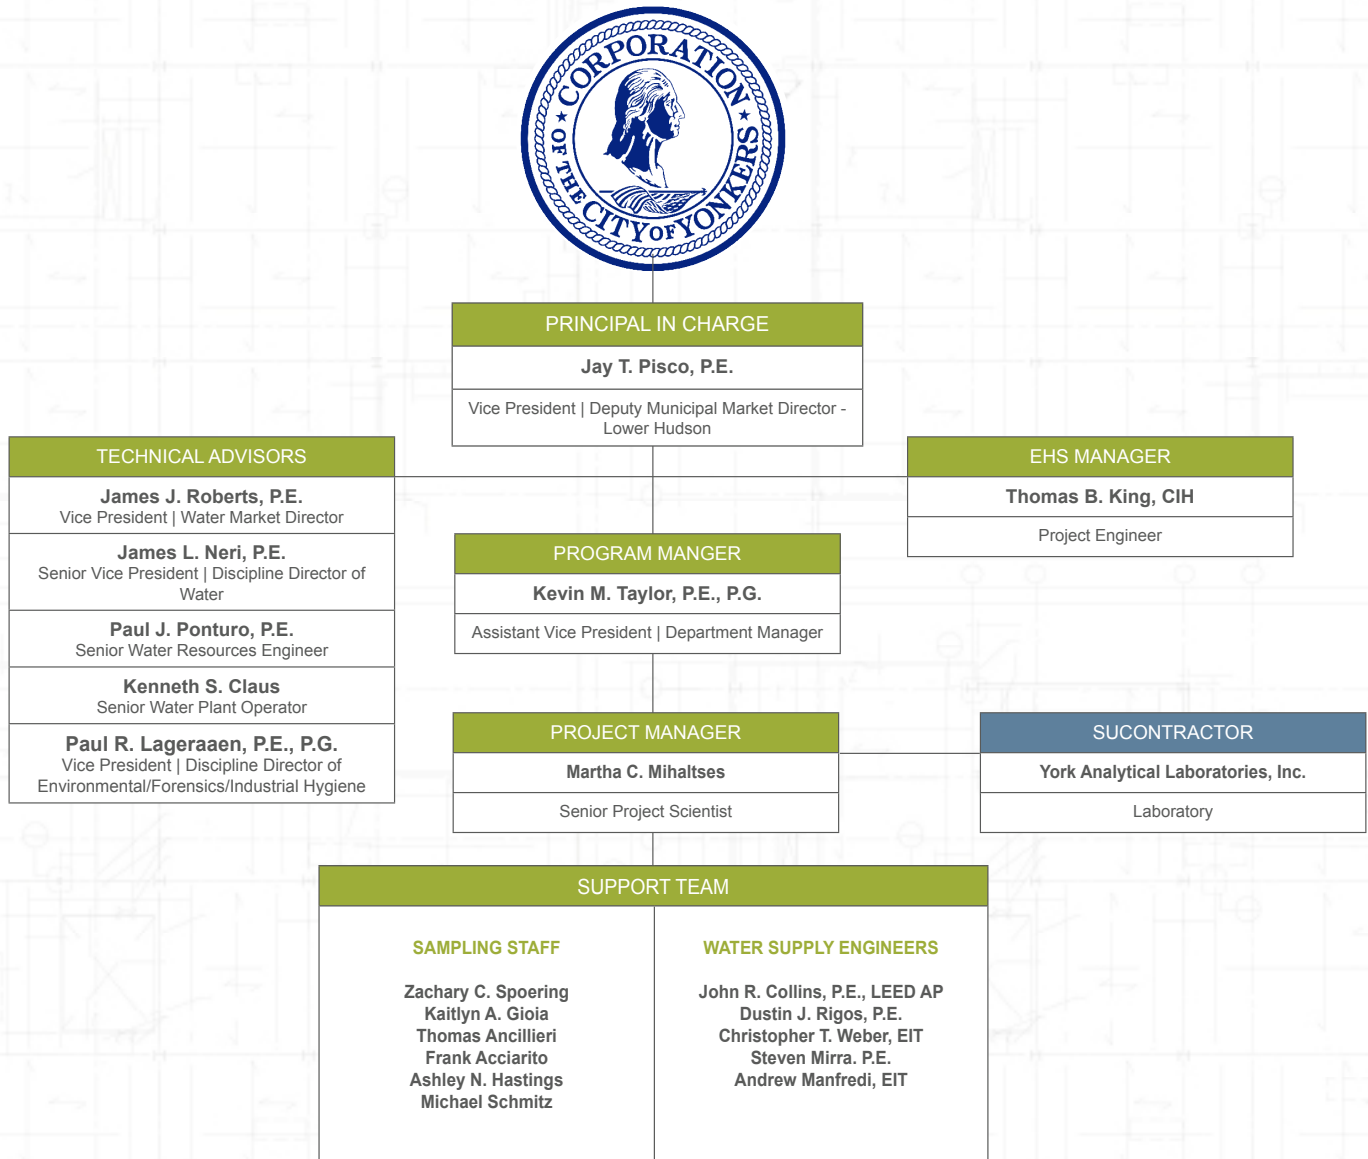 CORPORATION
OF THE CITY OF YONKERS
PRINCIPAL IN CHARGE
Jay T. Pisco, P.E.
Vice President | Deputy Municipal Market Director -
Lower Hudson
TECHNICAL ADVISORS
James J. Roberts, P.E.
Vice President | Water Market Director
James L. Neri, P.E.
Senior Vice President | Discipline Director of
Water
Paul J. Ponturo, P.E.
Senior Water Resources Engineer
Kenneth S. Claus
Senior Water Plant Operator
Paul R. Lageraaen, P.E., P.G.
Vice President | Discipline Director of
Environmental/Forensics/Industrial Hygiene
EHS MANAGER
Thomas B. King, CIH
Project Engineer
PROGRAM MANGER
Kevin M. Taylor, P.E., P.G.
Assistant Vice President | Department Manager
PROJECT MANAGER
Martha C. Mihaltses
Senior Project Scientist
SUCONTRACTOR
York Analytical Laboratories, Inc.
Laboratory
SUPPORT TEAM
SAMPLING STAFF
Zachary C. Spoering
Kaitlyn A. Gioia
Thomas Ancillieri
Frank Acciarito
Ashley N. Hastings
Michael Schmitz
WATER SUPPLY ENGINEERS
John R. Collins, P.E., LEED AP
Dustin J. Rigos, P.E.
Christopher T. Weber, EIT
Steven Mirra. P.E.
Andrew Manfredi, EIT